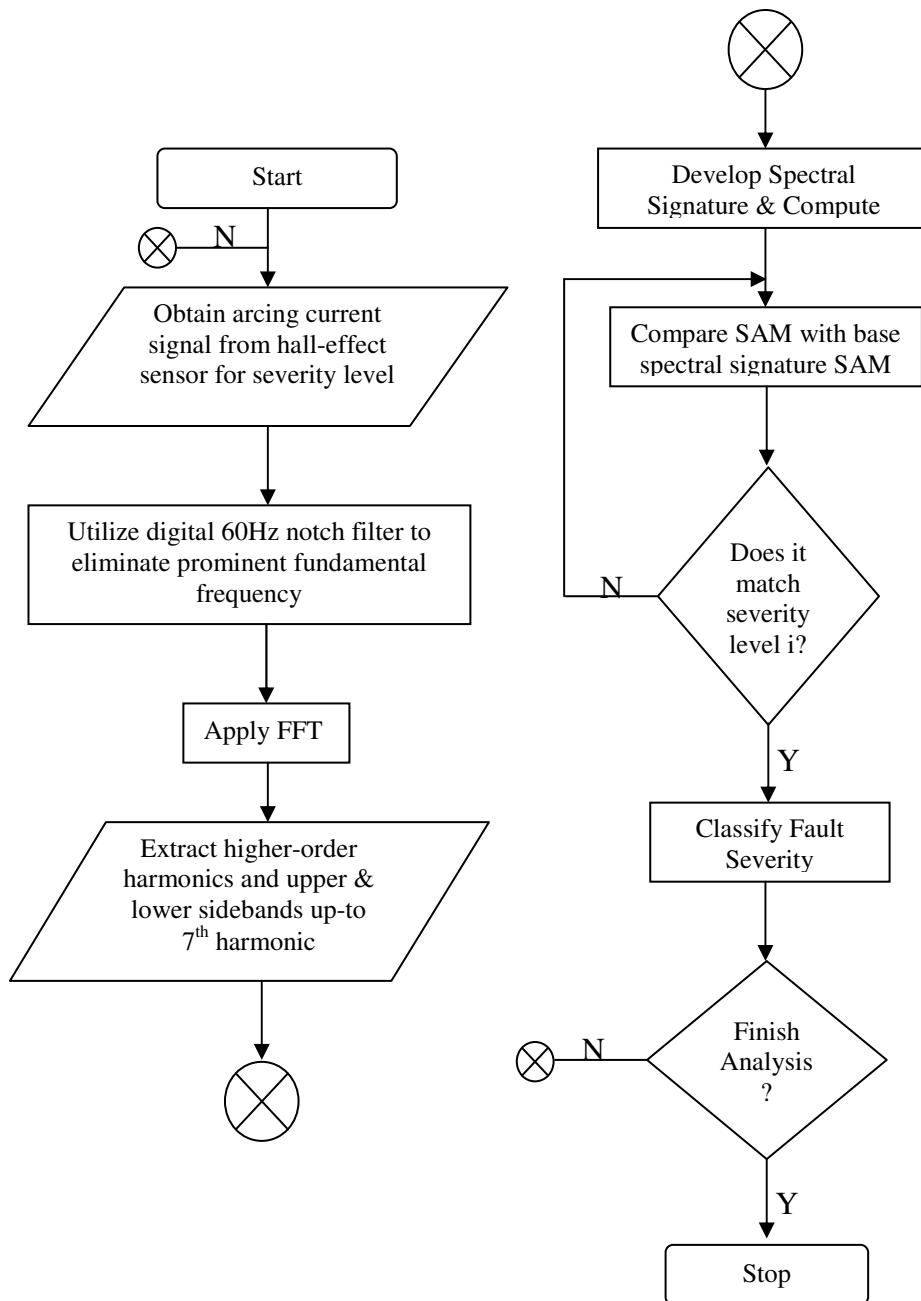 Start
N
Obtain arcing current
signal from hall-effect
sensor for severity level
Utilize digital 60Hz notch filter to
eliminate prominent fundamental
frequency
Apply FFT
Extract higher-order
harmonics and upper &
lower sidebands up-to
7th harmonic
Develop Spectral
Signature & Compute
Compare SAM with base
spectral signature SAM
Does it
match
severity
level i?
N
Y
Classify Fault
Severity
Finish
Analysis
?
N
Y
Stop